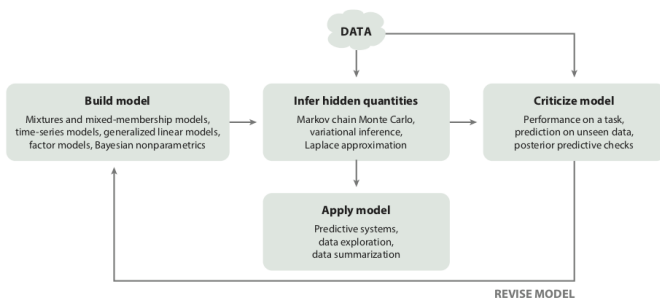 DATA
Build model
Mixtures and mixed-membership models,
time-series models, generalized linear models,
factor models, Bayesian nonparametrics
Infer hidden quantities
Markov chain Monte Carlo,
variational inference,
Laplace approximation
Criticize model
Performance on a task,
prediction on unseen data,
posterior predictive checks
Apply model
Predictive systems,
data exploration,
data summarization
REVISE MODEL